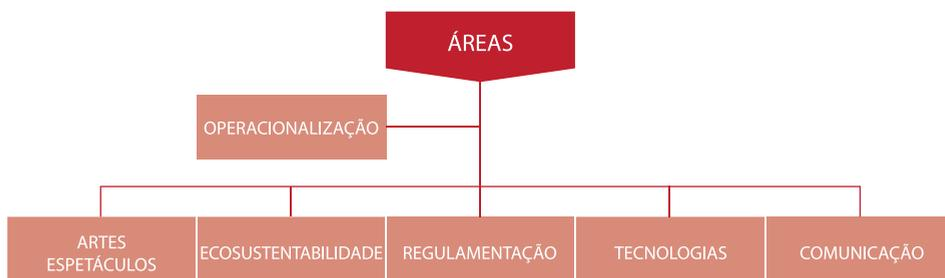 ÁREAS
OPERACIONALIZAÇÃO
ARTES
ESPETÁCULOS
ECOSUSTENTABILIDADE
REGULAMENTAÇÃO
TECNOLOGIAS
COMUNICAÇÃO